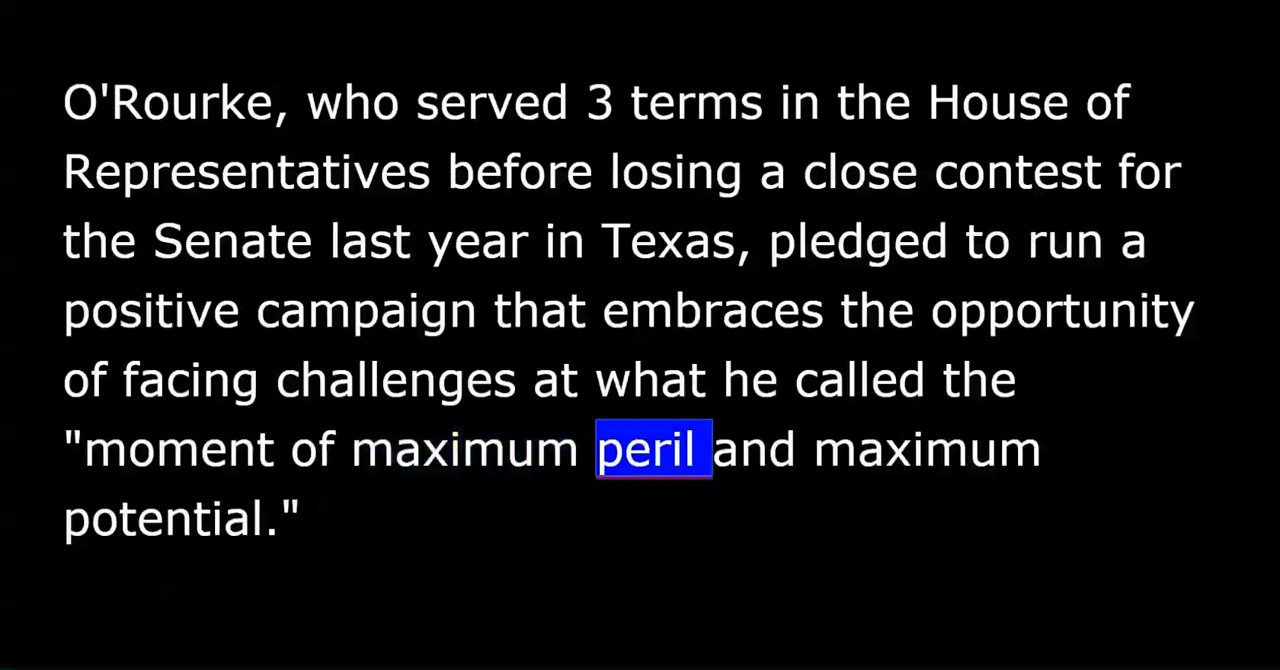 O'Rourke, who served 3 terms in the House of
Representatives before losing a close contest for
the Senate last year in Texas, pledged to run a
positive campaign that embraces the opportunity
of facing challenges at what he called the
"moment of maximum peril and maximum
potential."